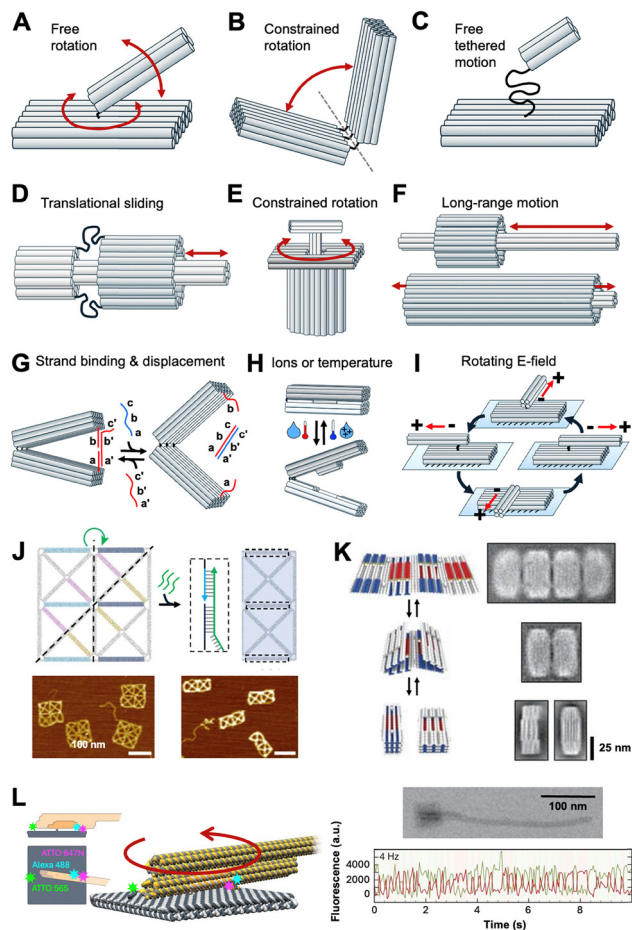 A
Free
rotation
B
Constrained
rotation
C
Free
tethered
motion
D
Translational sliding
E
Constrained rotation
F
Long-range motion
G
Strand binding & displacement
c'
b
b'
a
a'
c
b
a
c'
b'
a'
b
c
c'
b
b'
a
a'
a
H
Ions or temperature
I
Rotating E-field
+
-
+
-
-
+
-
+
J
100 nm
K
25 nm
L
ATTO 647N
Alexa 488
ATTO 565
100 nm
Fluorescence (a.u.)
6000
4000
2000
0
4 Hz
0
2
4
6
8
Time (s)